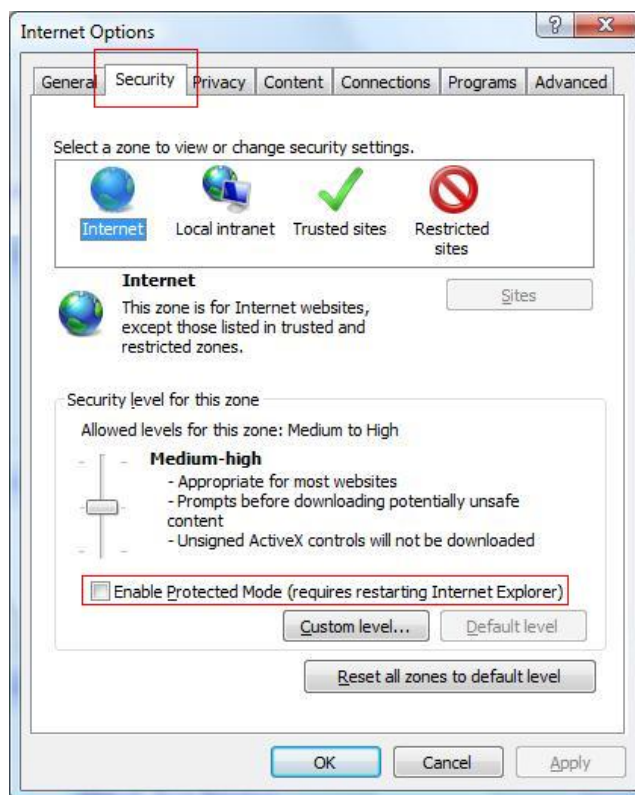 Internet Options
General Security Privacy Content Connections Programs Advanced
Select a zone to view or change security settings.
Internet Local intranet Trusted sites Restricted
sites
Internet
This zone is for Internet websites,
except those listed in trusted and
restricted zones.
Sites
Security level for this zone
Allowed levels for this zone: Medium to High
Medium-high
- Appropriate for most websites
- Prompts before downloading potentially unsafe
content
- Unsigned ActiveX controls will not be downloaded
Enable Protected Mode (requires restarting Internet Explorer)
Custom level... Default level
Reset all zones to default level
OK Cancel Apply